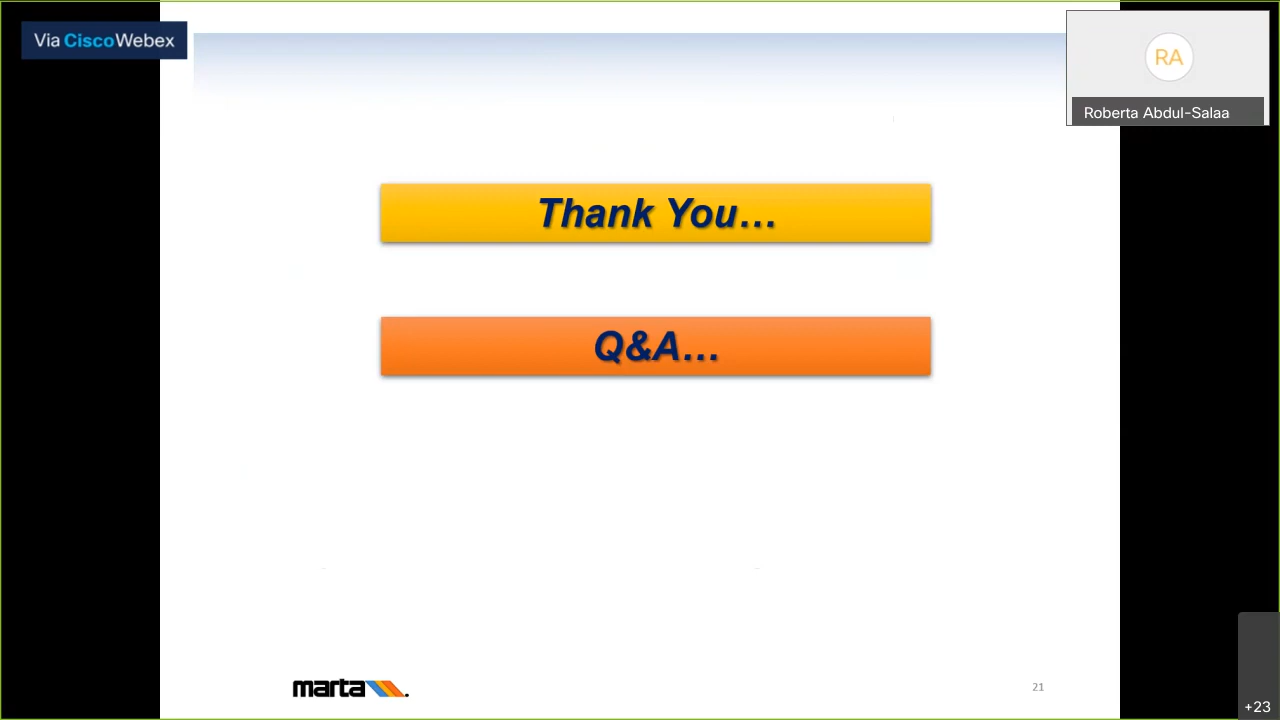 Via CiscoWebex
RA
Roberta Abdul-Salaa
Thank You...
Q&A...
marta
21
+23